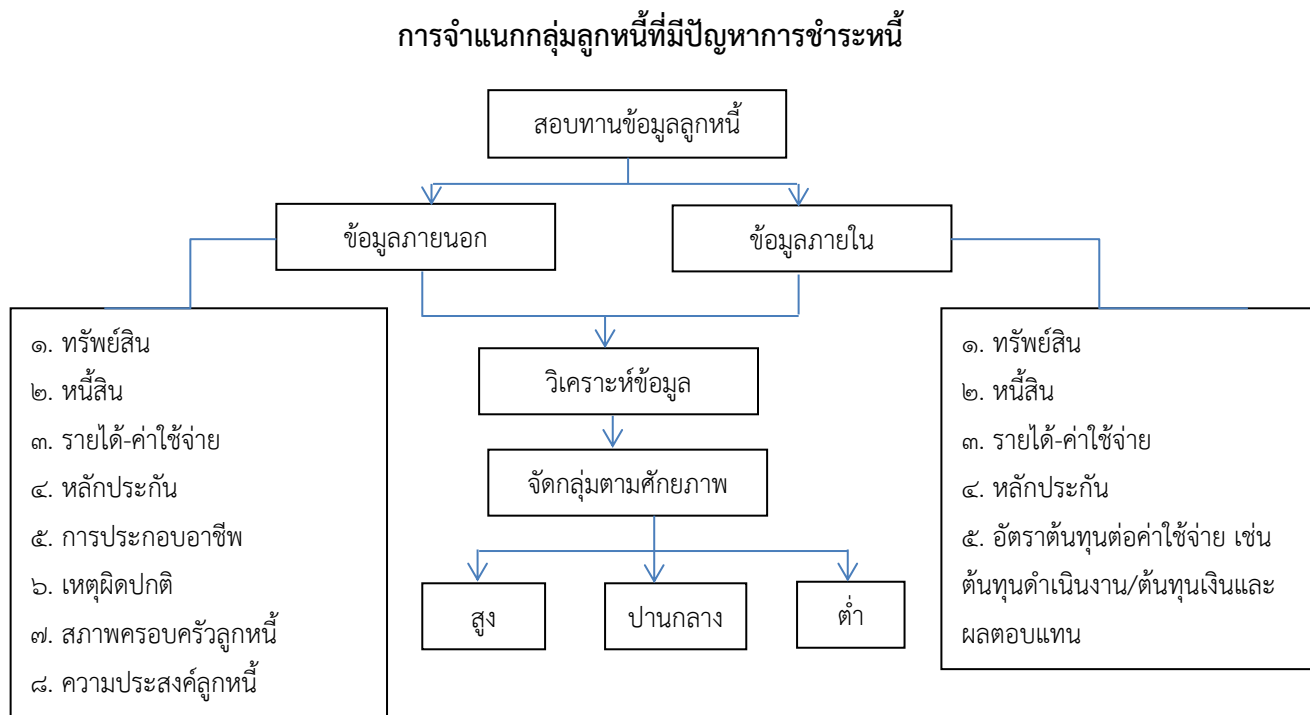 การจำแนกกลุ่มลูกหนี้ที่มีปัญหาการชำระหนี้
สอบทานข้อมูลลูกหนี้
ข้อมูลภายนอก
ข้อมูลภายใน
๑. ทรัพย์สิน
๒. หนี้สิน
๓. รายได้-ค่าใช้จ่าย
๔. หลักประกัน
๕. การประกอบอาชีพ
๖. เหตุผิดปกติ
๗. สภาพครอบครัวลูกหนี้
๘. ความประสงค์ลูกหนี้
วิเคราะห์ข้อมูล
จัดกลุ่มตามศักยภาพ
สูง
ปานกลาง
ต่ำ
๑. ทรัพย์สิน
๒. หนี้สิน
๓. รายได้-ค่าใช้จ่าย
๔. หลักประกัน
๕. อัตราต้นทุนต่อค่าใช้จ่าย เช่น
ต้นทุนดำเนินงาน/ต้นทุนเงินและ
ผลตอบแทน